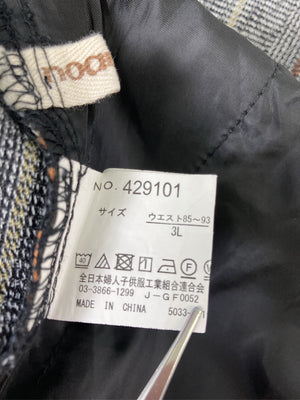 NO. 429101
サイズ ウエスト85～93
3L
全日本婦人子供服工業組合連合会
03-3866-1299 J-GF0052
MADE IN CHINA 5033-